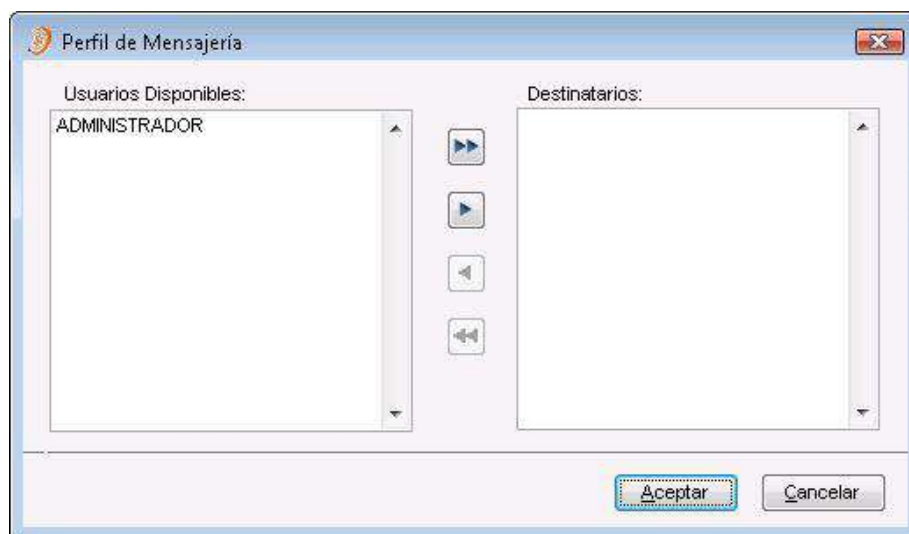 Perfil de Mensajería
Usuarios Disponibles:
Destinatarios:
ADMINISTRADOR
Aceptar
Cancelar